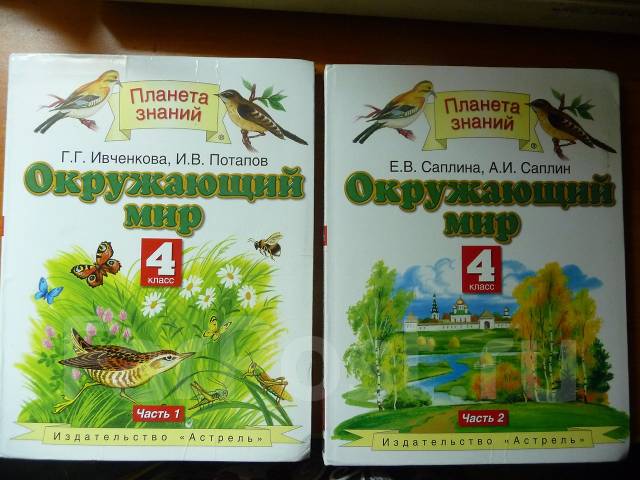 Планета
знаний
®
Г.Г. Ивченкова, И.В. Потапов
Окружающий
мир
4
класс
Часть 1
Издательство «Астрель»
Планета
знаний
®
Е.В. Саплина, А.И. Саплин
Окружающий
мир
4
класс
Часть 2
Издательство «Астрель»